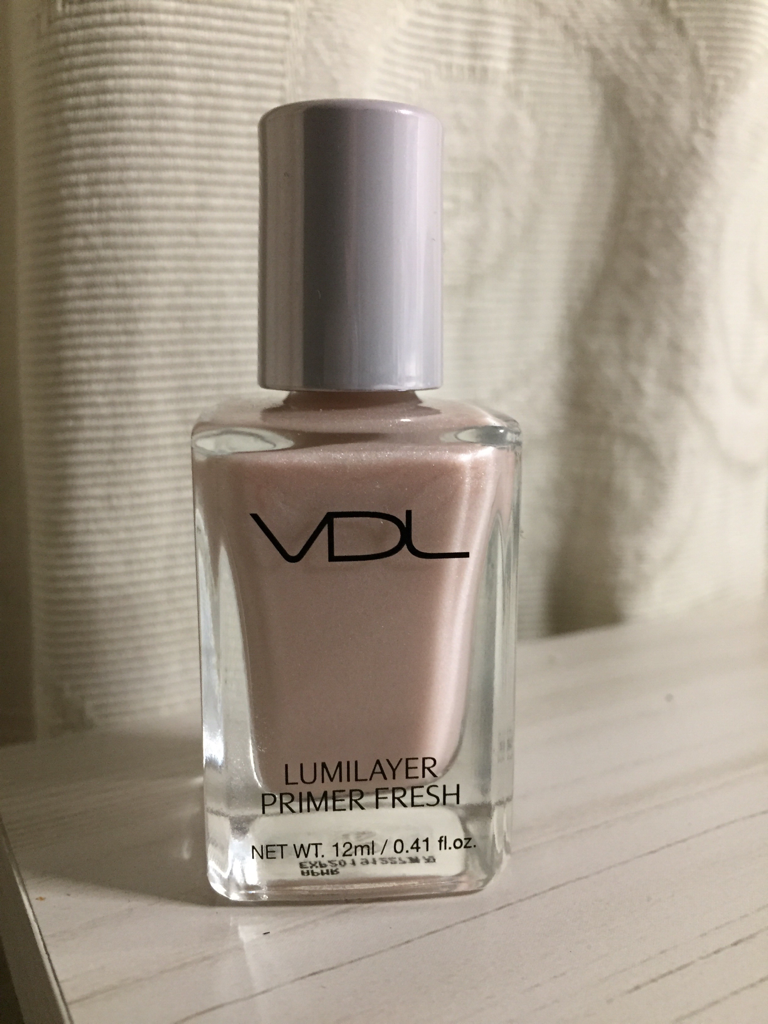 VDL
LUMILAYER
PRIMER FRESH
NET WT. 12ml / 0.41 fl.oz.